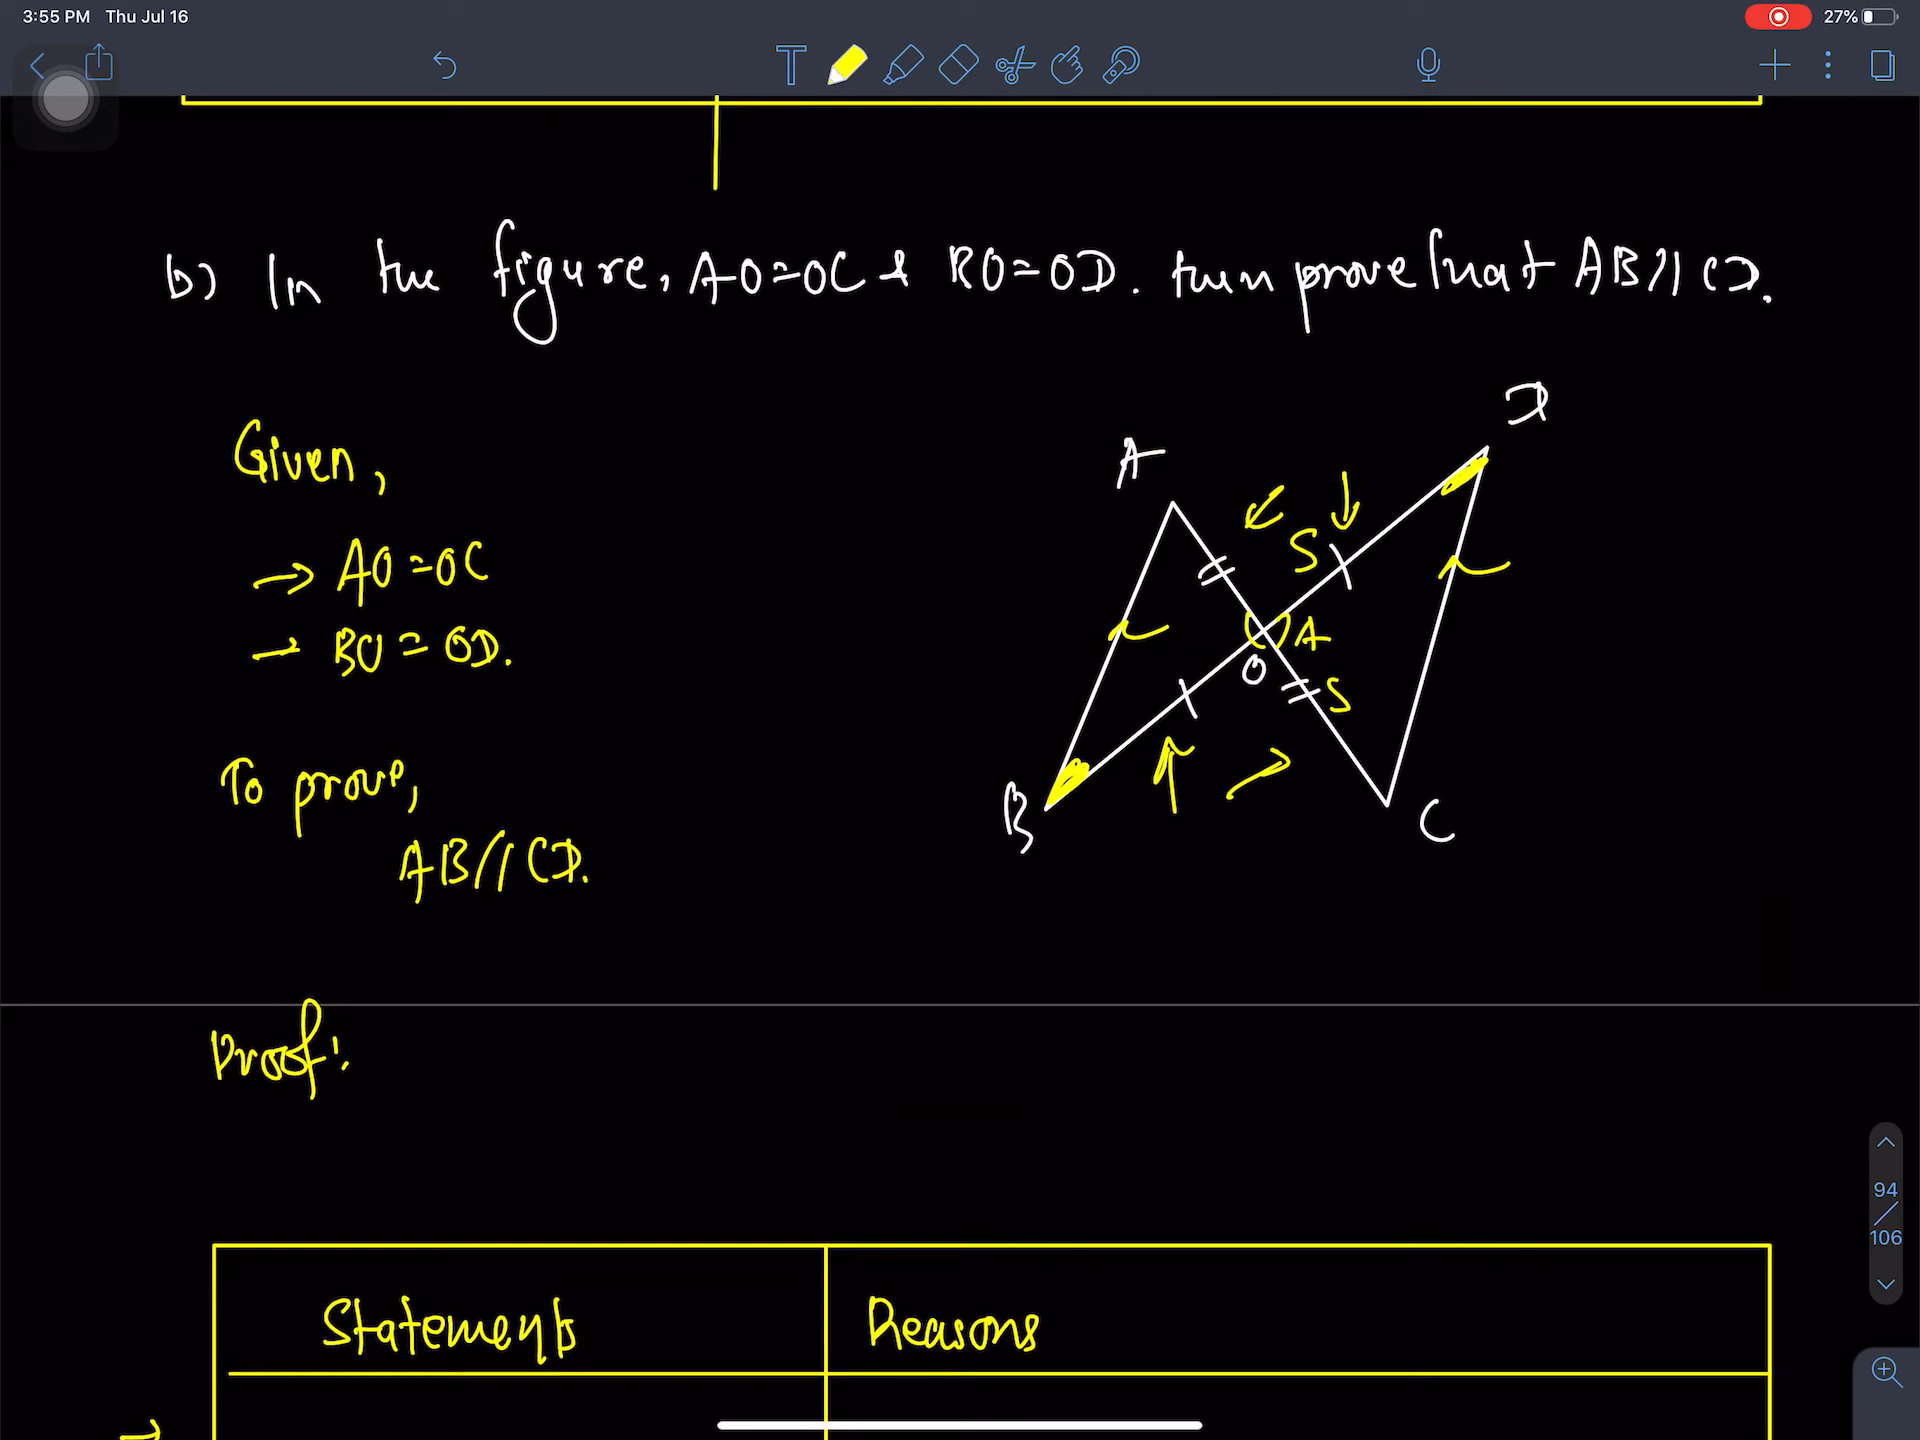 3:55 PM Thu Jul 16
27%
b) In the figure, AO=OC & BO=OD. then prove that AB//CD.
Given,
→ AO=OC
→ BO=OD.
To prove,
AB//CD.
A
D
S
A
O
S
B
C
Proof:
94
106
Statements
Reasons